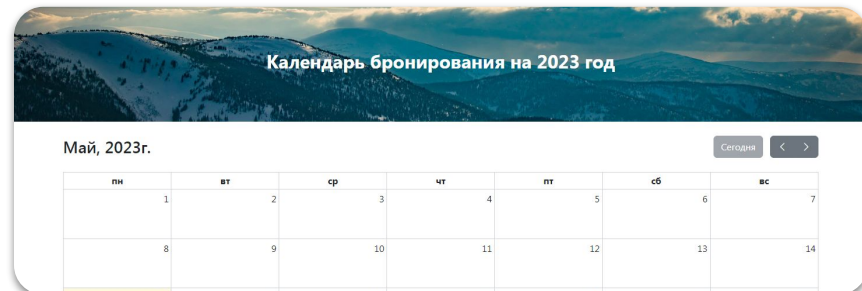 Календарь бронирования на 2023 год
Май, 2023г.
Сегодня
пн вт ср чт пт сб вс
1 2 3 4 5 6 7
8 9 10 11 12 13 14